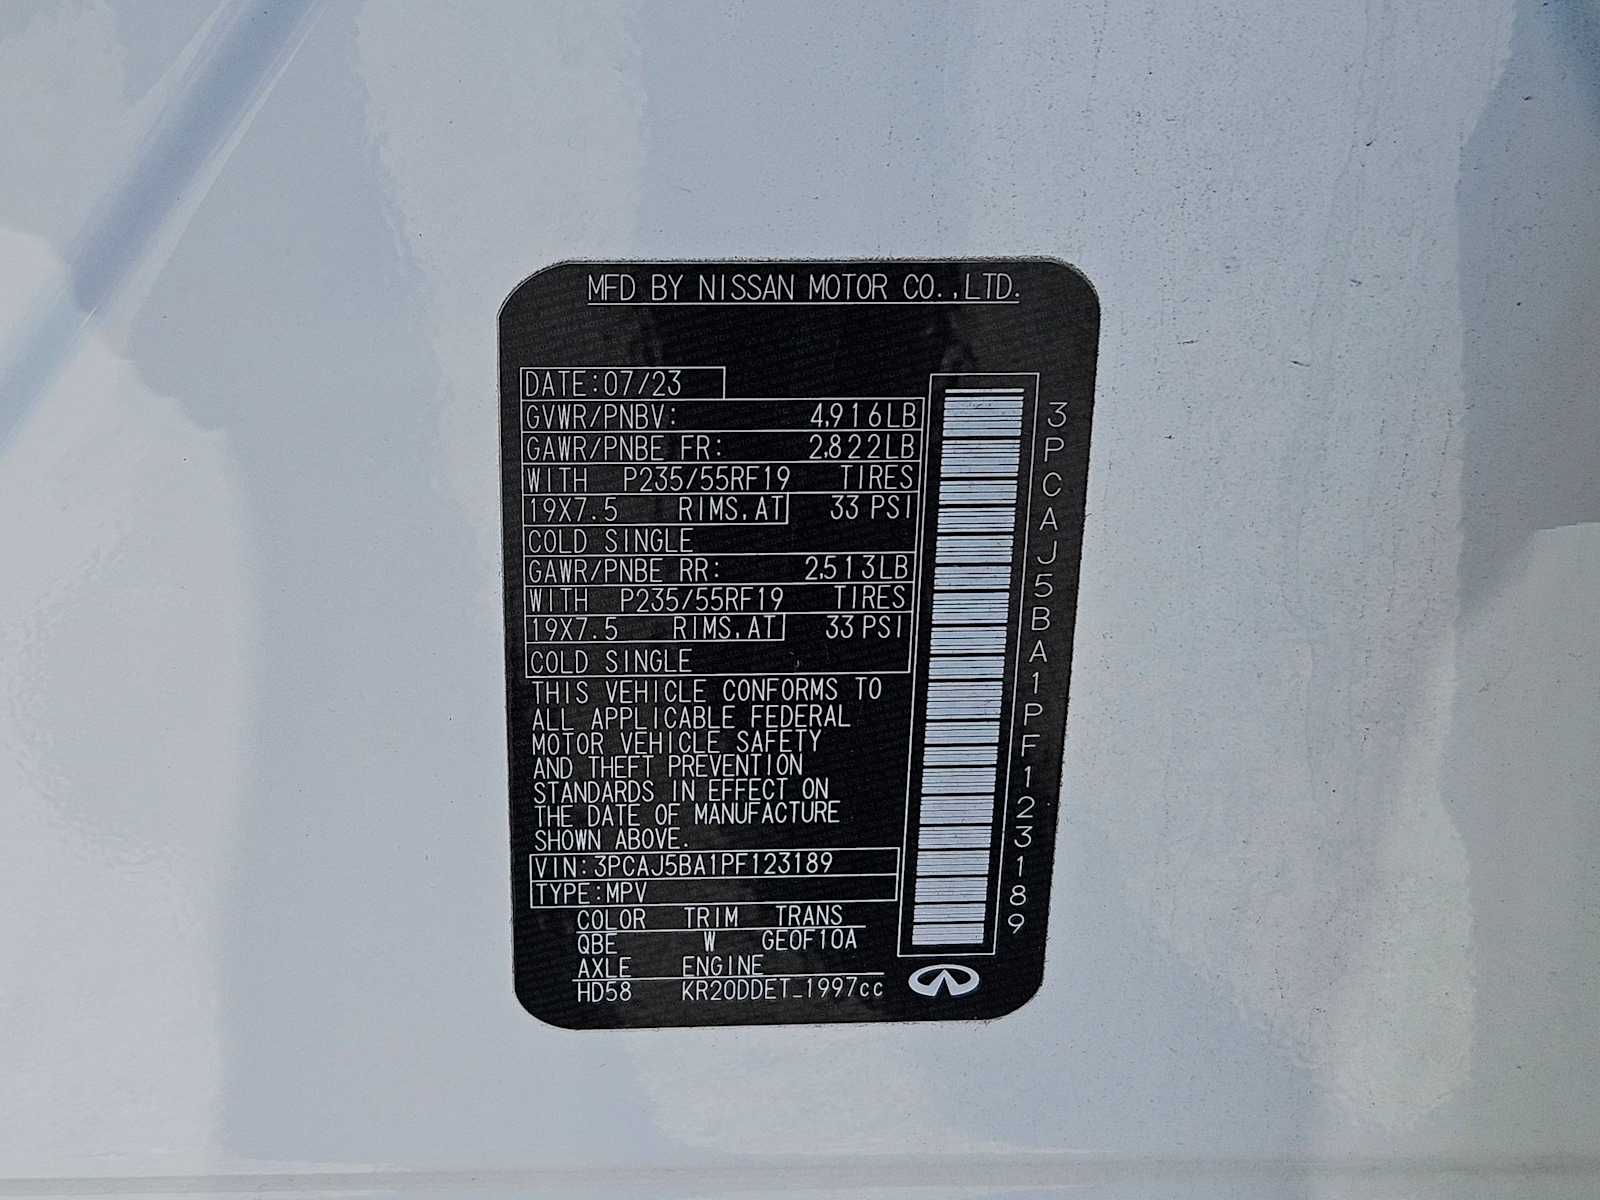 MFD BY NISSAN MOTOR CO.,LTD.
DATE:07/23
GVWR/PNBV: 4,916LB
GAWR/PNBE FR: 2,822LB
WITH P235/55RF19 TIRES
19X7.5 RIMS,AT 33 PSI
COLD SINGLE
GAWR/PNBE RR: 2,513LB
WITH P235/55RF19 TIRES
19X7.5 RIMS,AT 33 PSI
COLD SINGLE
THIS VEHICLE CONFORMS TO
ALL APPLICABLE FEDERAL
MOTOR VEHICLE SAFETY
AND THEFT PREVENTION
STANDARDS IN EFFECT ON
THE DATE OF MANUFACTURE
SHOWN ABOVE.
VIN:3PCAJ5BA1PF123189
TYPE:MPV
COLOR TRIM TRANS
QBE W GE0F10A
AXLE ENGINE
HD58 KR20DDET_1997cc
3PCAJ5BA1PF123189